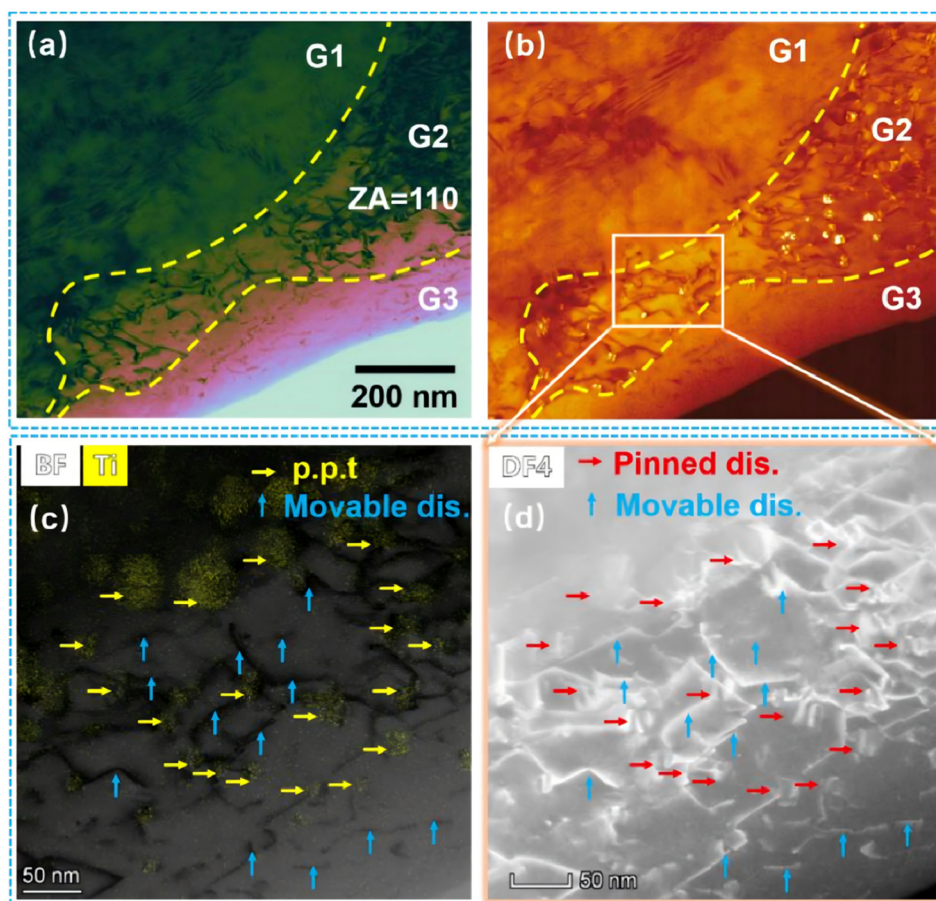 (a)
G1
G2
ZA=110
G3
200 nm
(b)
G1
G2
G3
BF Ti
→ p.p.t
↑ Movable dis.
(c)
50 nm
DF4
→ Pinned dis.
↑ Movable dis.
(d)
50 nm